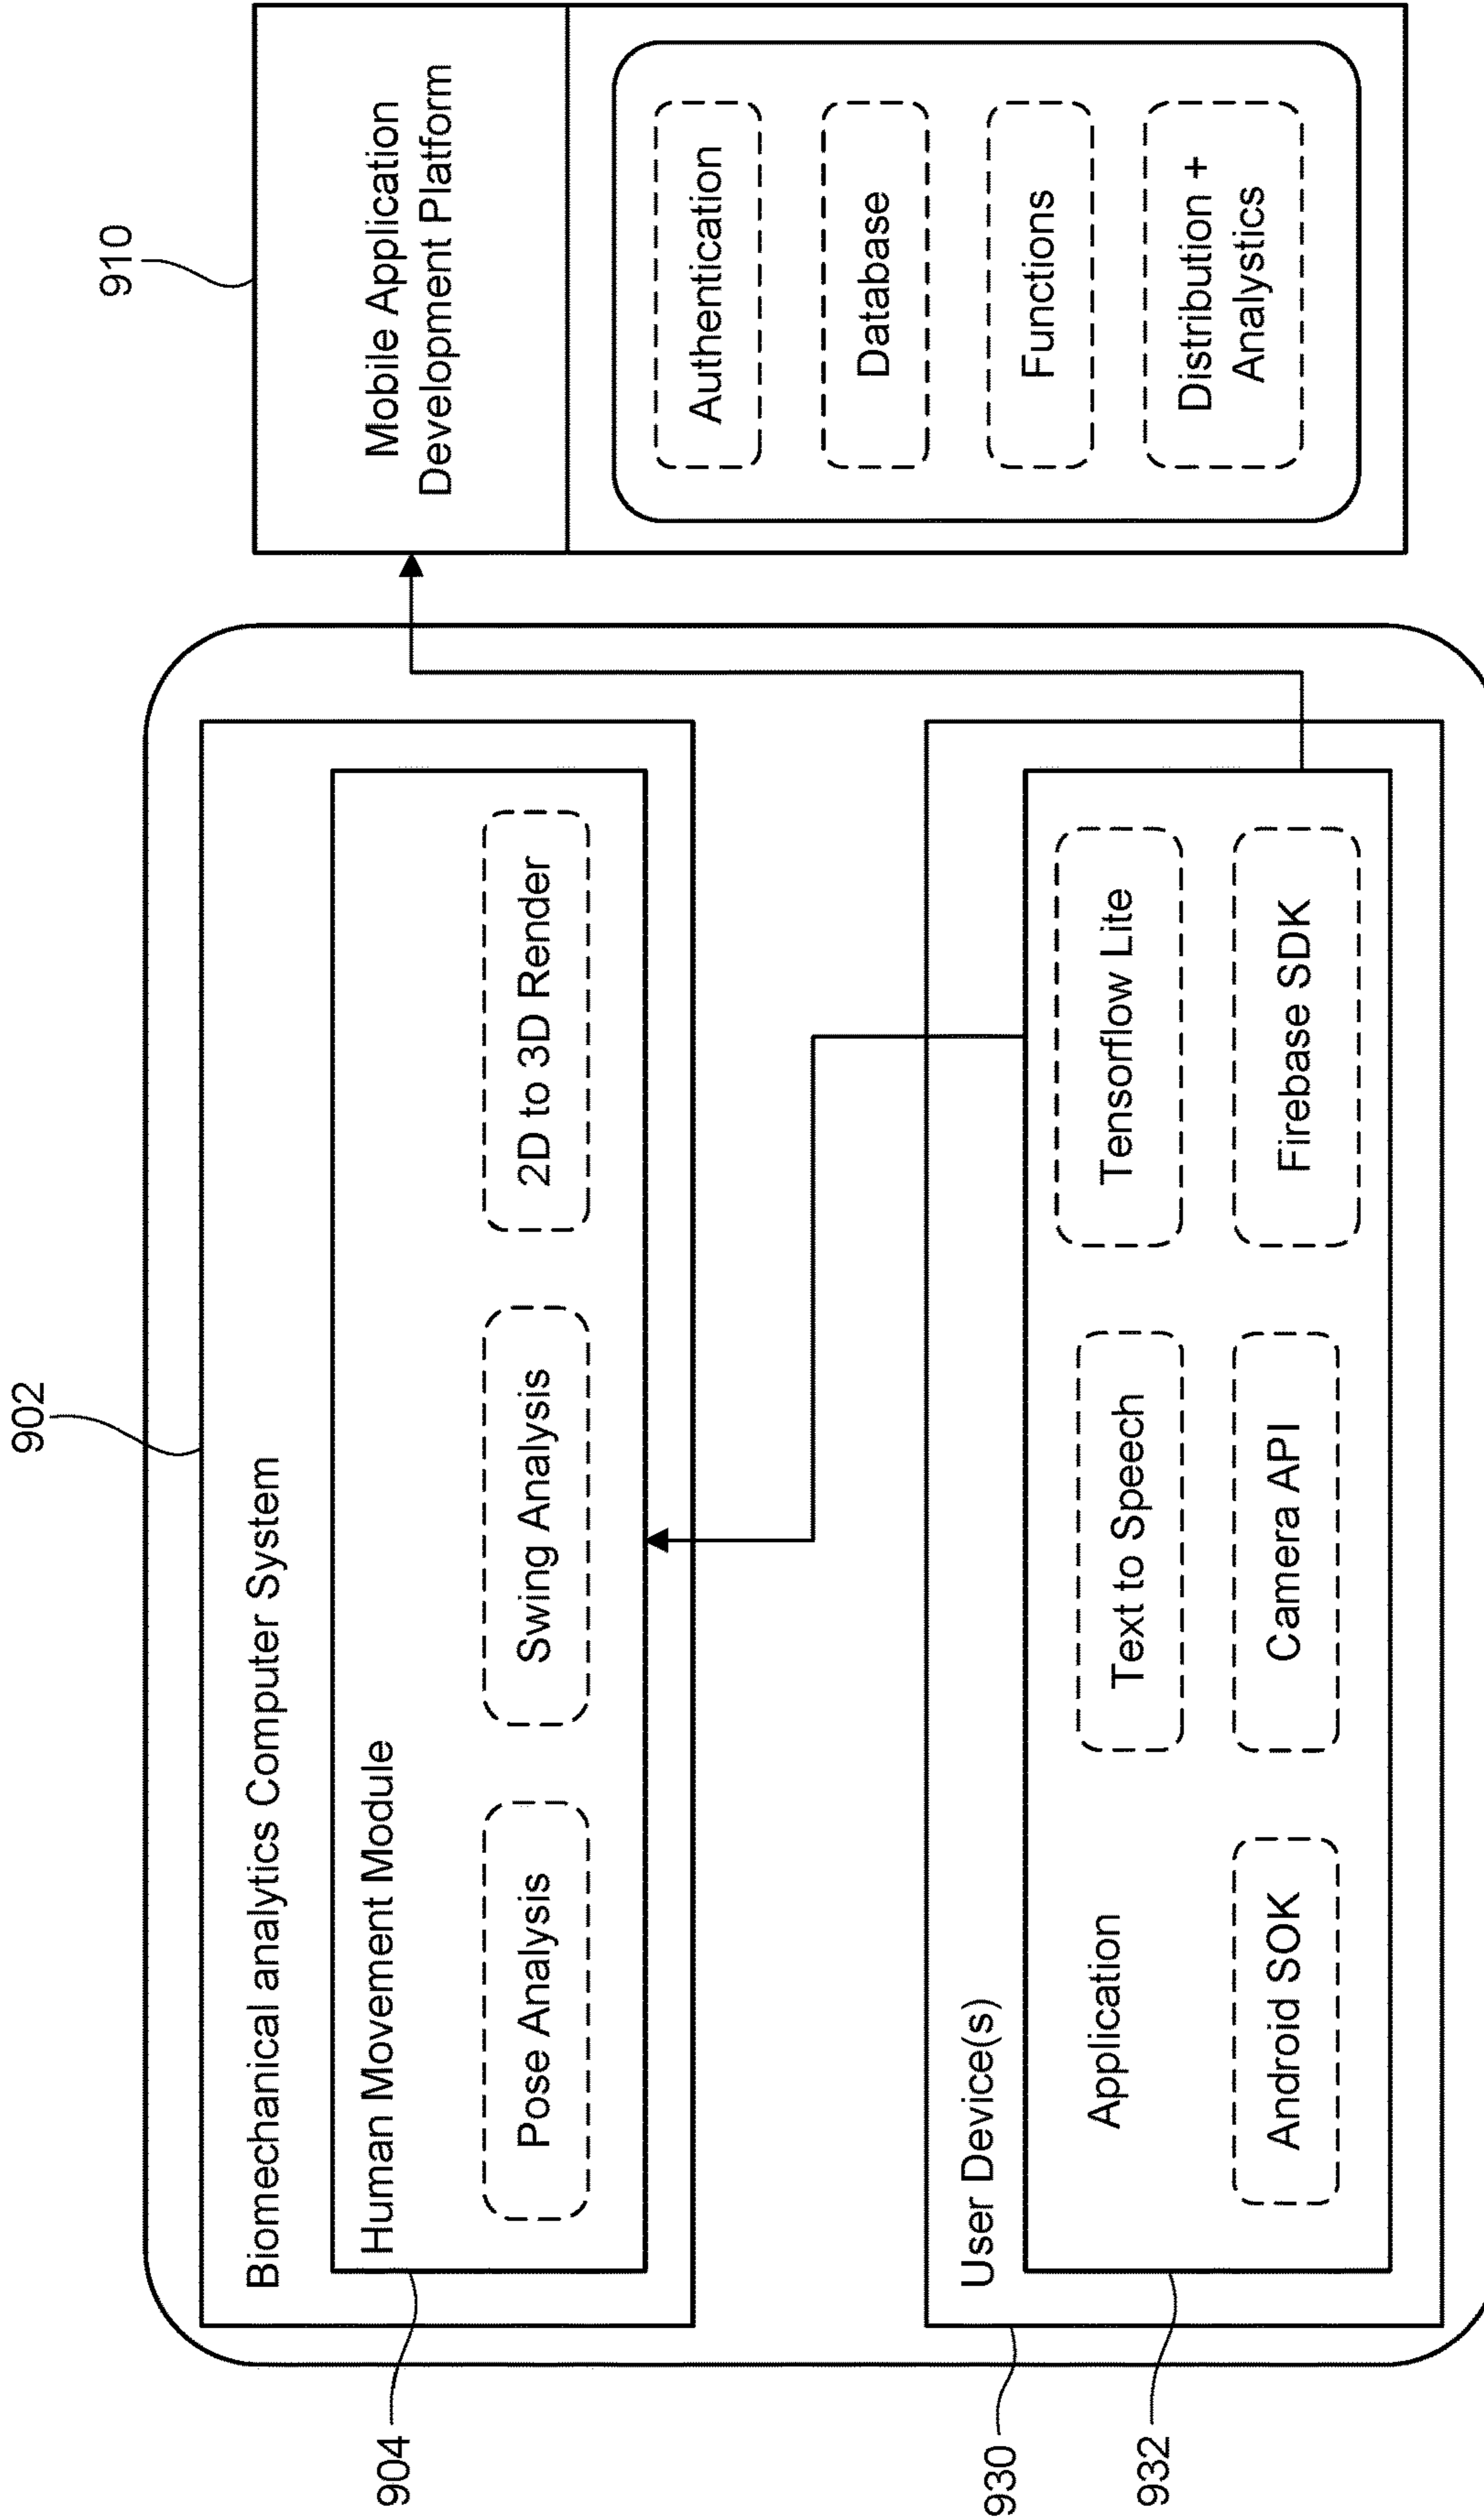 902
Biomechanical analytics Computer System
904
Human Movement Module
Pose Analysis
Swing Analysis
2D to 3D Render
930
User Device(s)
932
Application
Text to Speech
Tensorflow Lite
Android SOK
Camera API
Firebase SDK
910
Mobile Application
Development Platform
Authentication
Database
Functions
Distribution +
Analystics